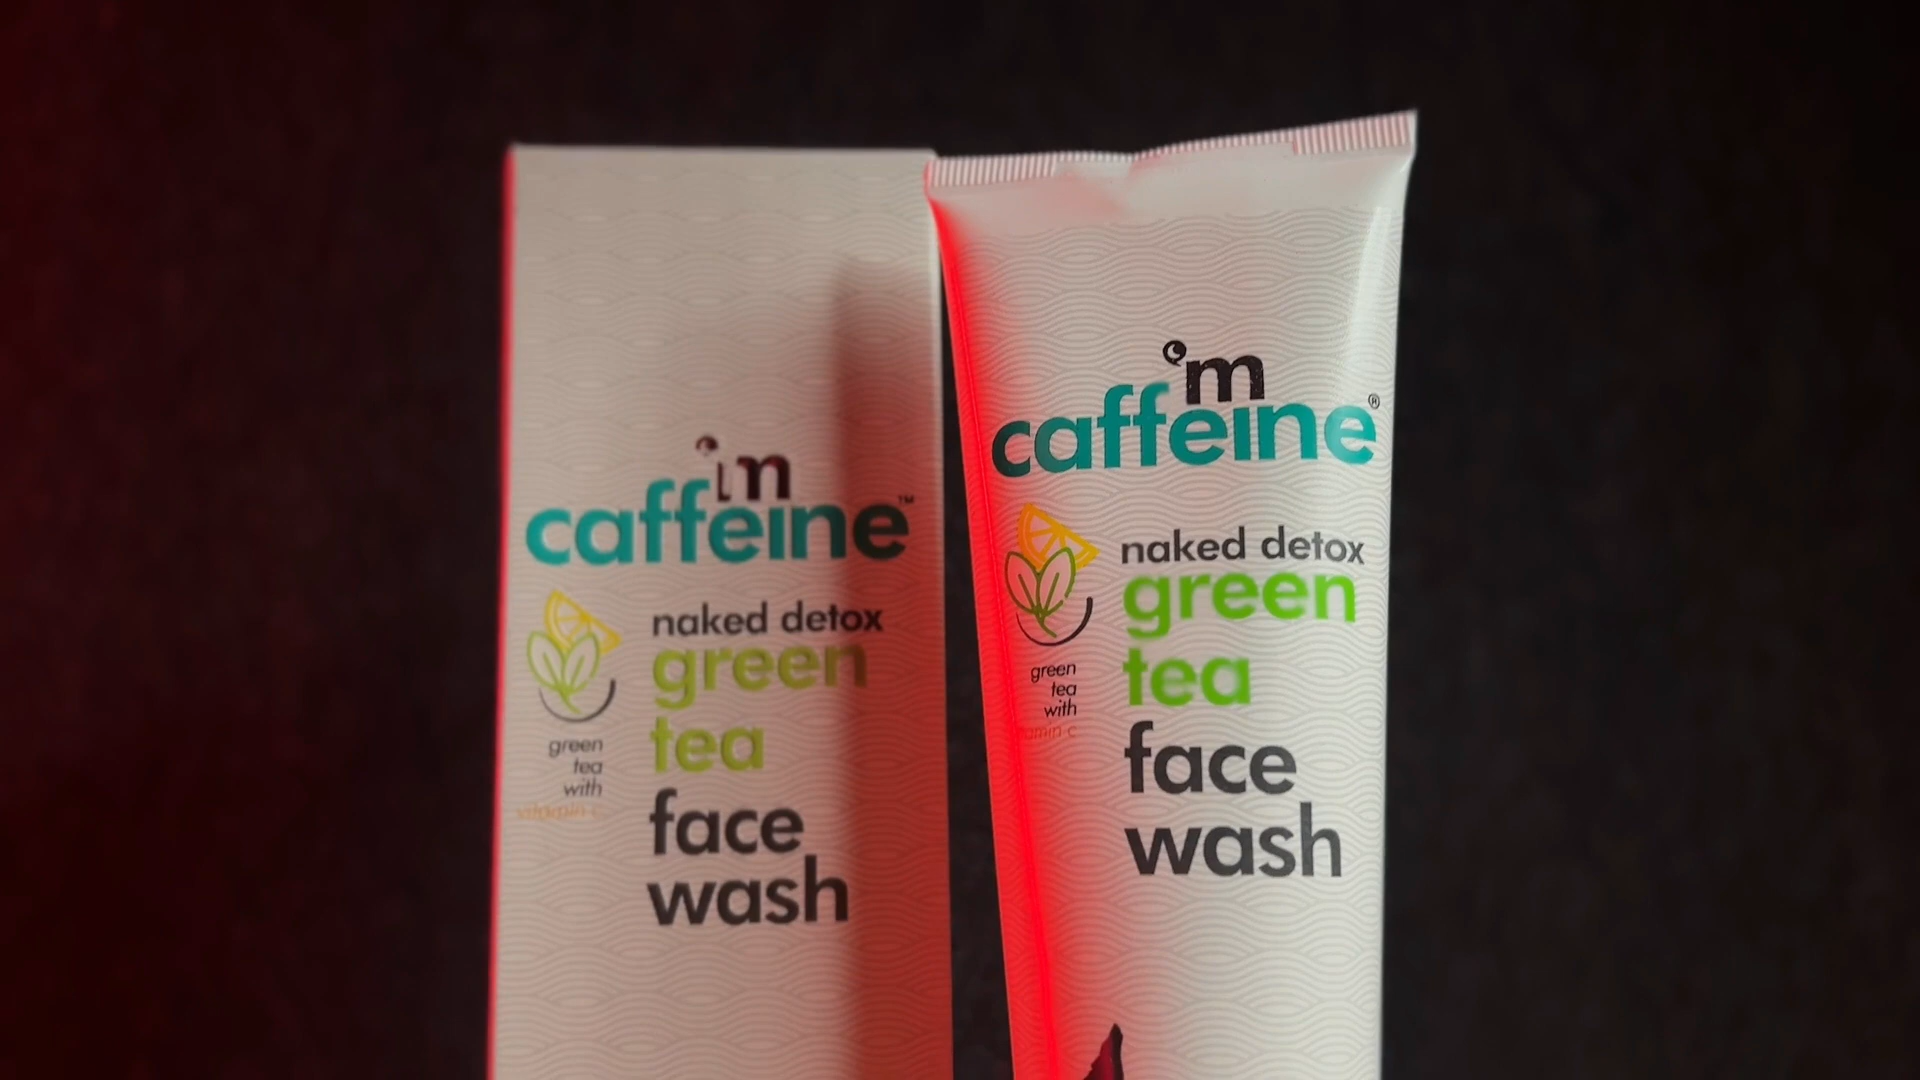 'm
caffeine™
naked detox
green
tea
face
wash
green
tea
with
vitamin c
'm
caffeine®
naked detox
green
tea
face
wash
green
tea
with